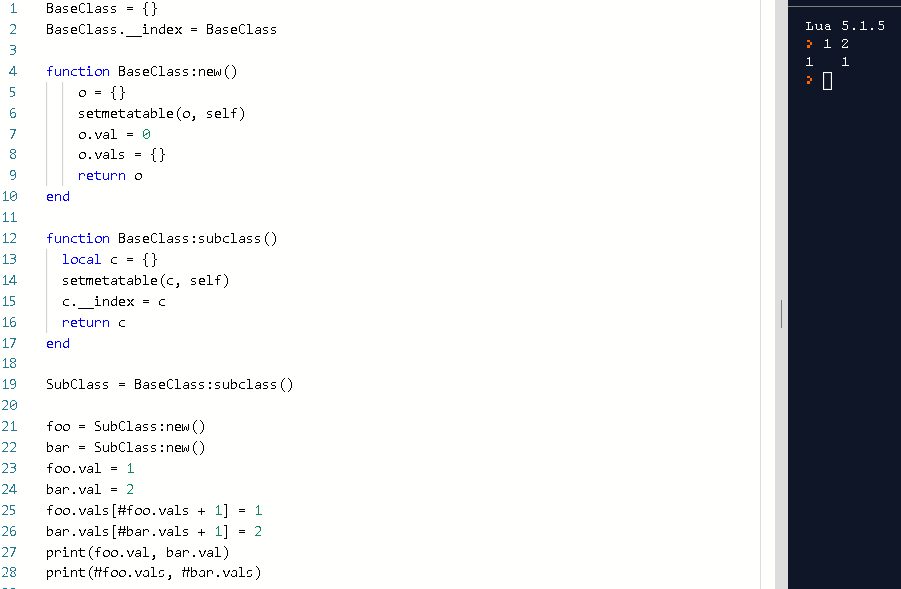 1 BaseClass = {}
2 BaseClass.__index = BaseClass
3
4 function BaseClass:new()
5 o = {}
6 setmetatable(o, self)
7 o.val = 0
8 o.vals = {}
9 return o
10 end
11
12 function BaseClass:subclass()
13 local c = {}
14 setmetatable(c, self)
15 c.__index = c
16 return c
17 end
18
19 SubClass = BaseClass:subclass()
20
21 foo = SubClass:new()
22 bar = SubClass:new()
23 foo.val = 1
24 bar.val = 2
25 foo.vals[#foo.vals + 1] = 1
26 bar.vals[#bar.vals + 1] = 2
27 print(foo.val, bar.val)
28 print(#foo.vals, #bar.vals)
Lua 5.1.5
> 1 2
1 1
>